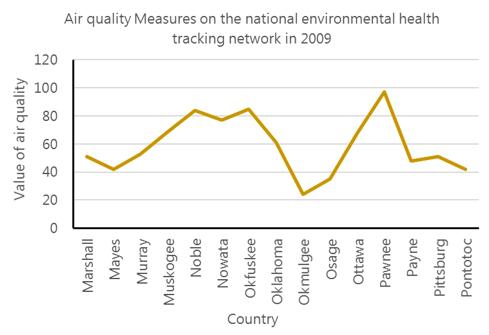 Air quality Measures on the national environmental health
tracking network in 2009
Value of air quality
120
100
80
60
40
20
0
Marshall
Mayes
Murray
Muskogee
Noble
Nowata
Okfuskee
Oklahoma
Okmulgee
Osage
Ottawa
Pawnee
Payne
Pittsburg
Pontotoc
Country